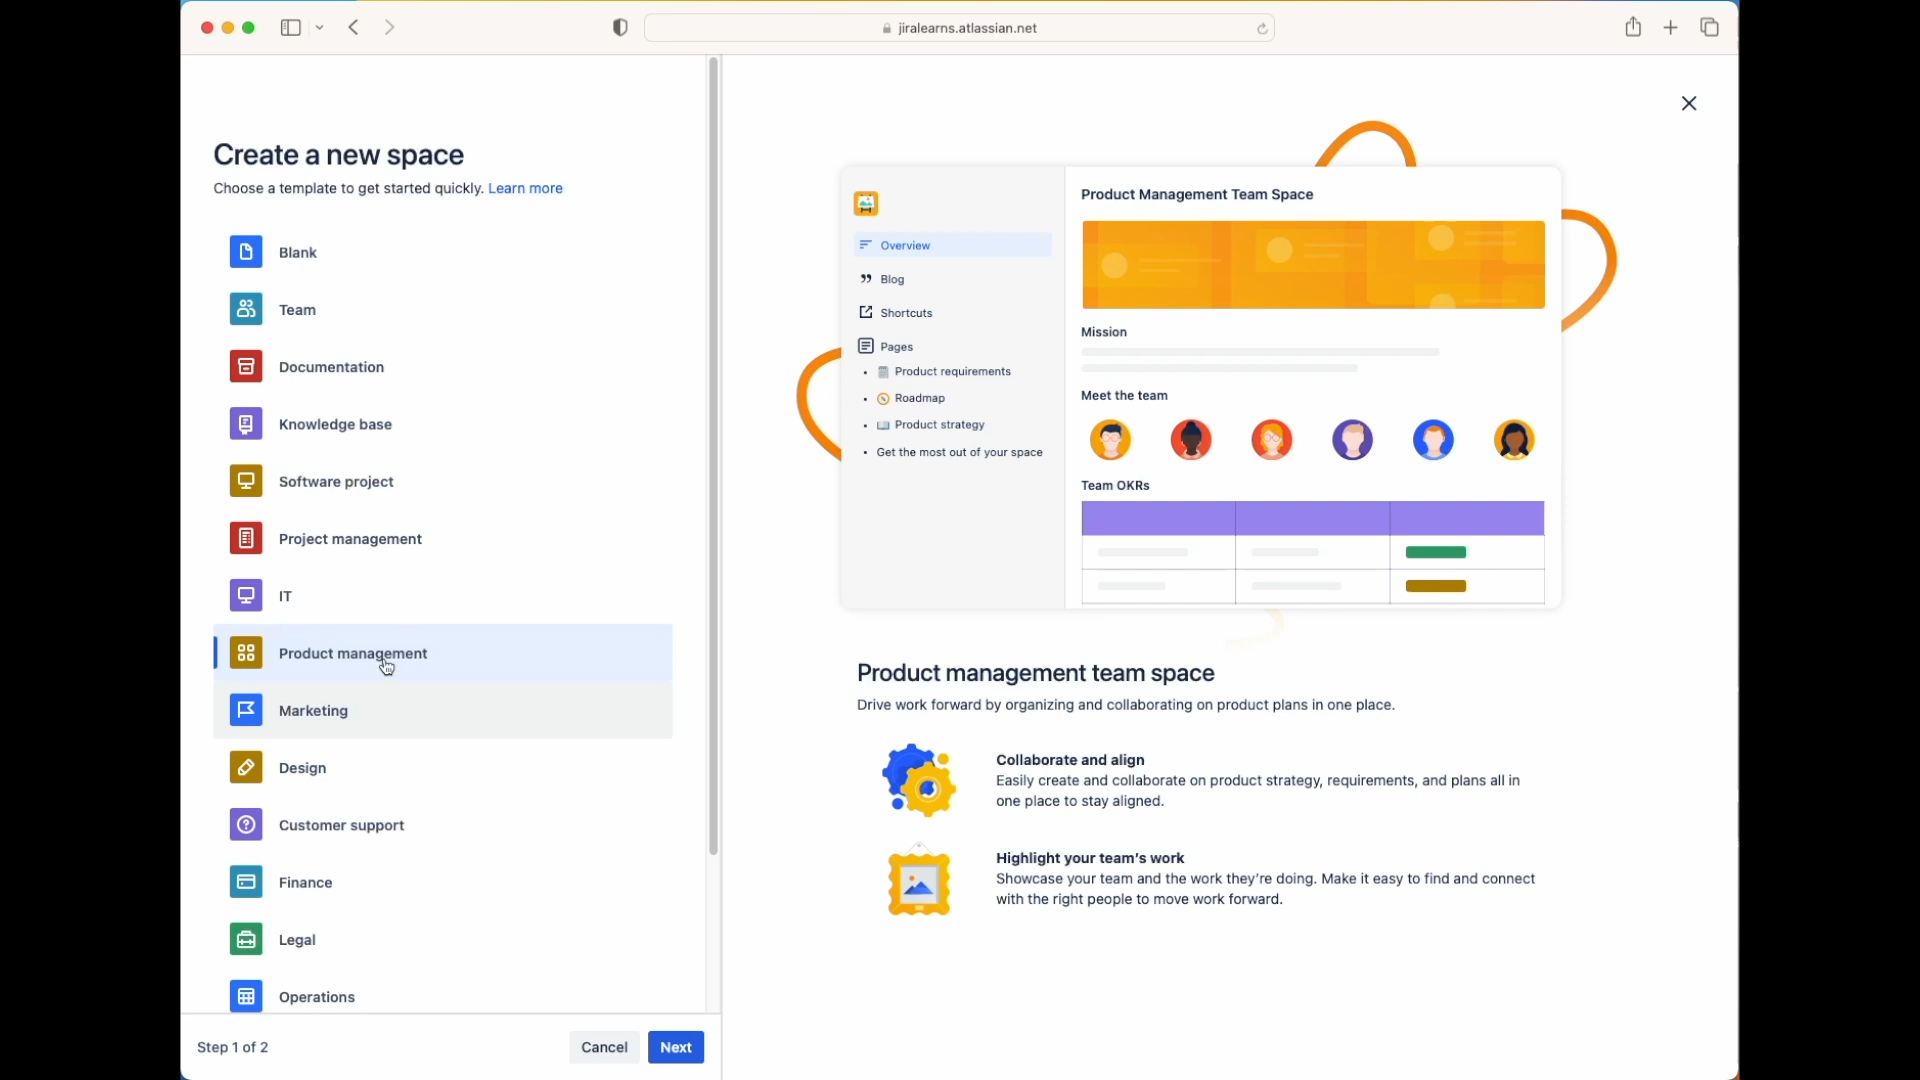 jiralearns.atlassian.net
Create a new space
Choose a template to get started quickly. Learn more
Blank
Team
Documentation
Knowledge base
Software project
Project management
IT
Product management
Marketing
Design
Customer support
Finance
Legal
Operations
Step 1 of 2
Cancel
Next
Overview
Blog
Shortcuts
Pages
Product requirements
Roadmap
Product strategy
Get the most out of your space
Product Management Team Space
Mission
Meet the team
Team OKRs
Product management team space
Drive work forward by organizing and collaborating on product plans in one place.
Collaborate and align
Easily create and collaborate on product strategy, requirements, and plans all in
one place to stay aligned.
Highlight your team's work
Showcase your team and the work they're doing. Make it easy to find and connect
with the right people to move work forward.